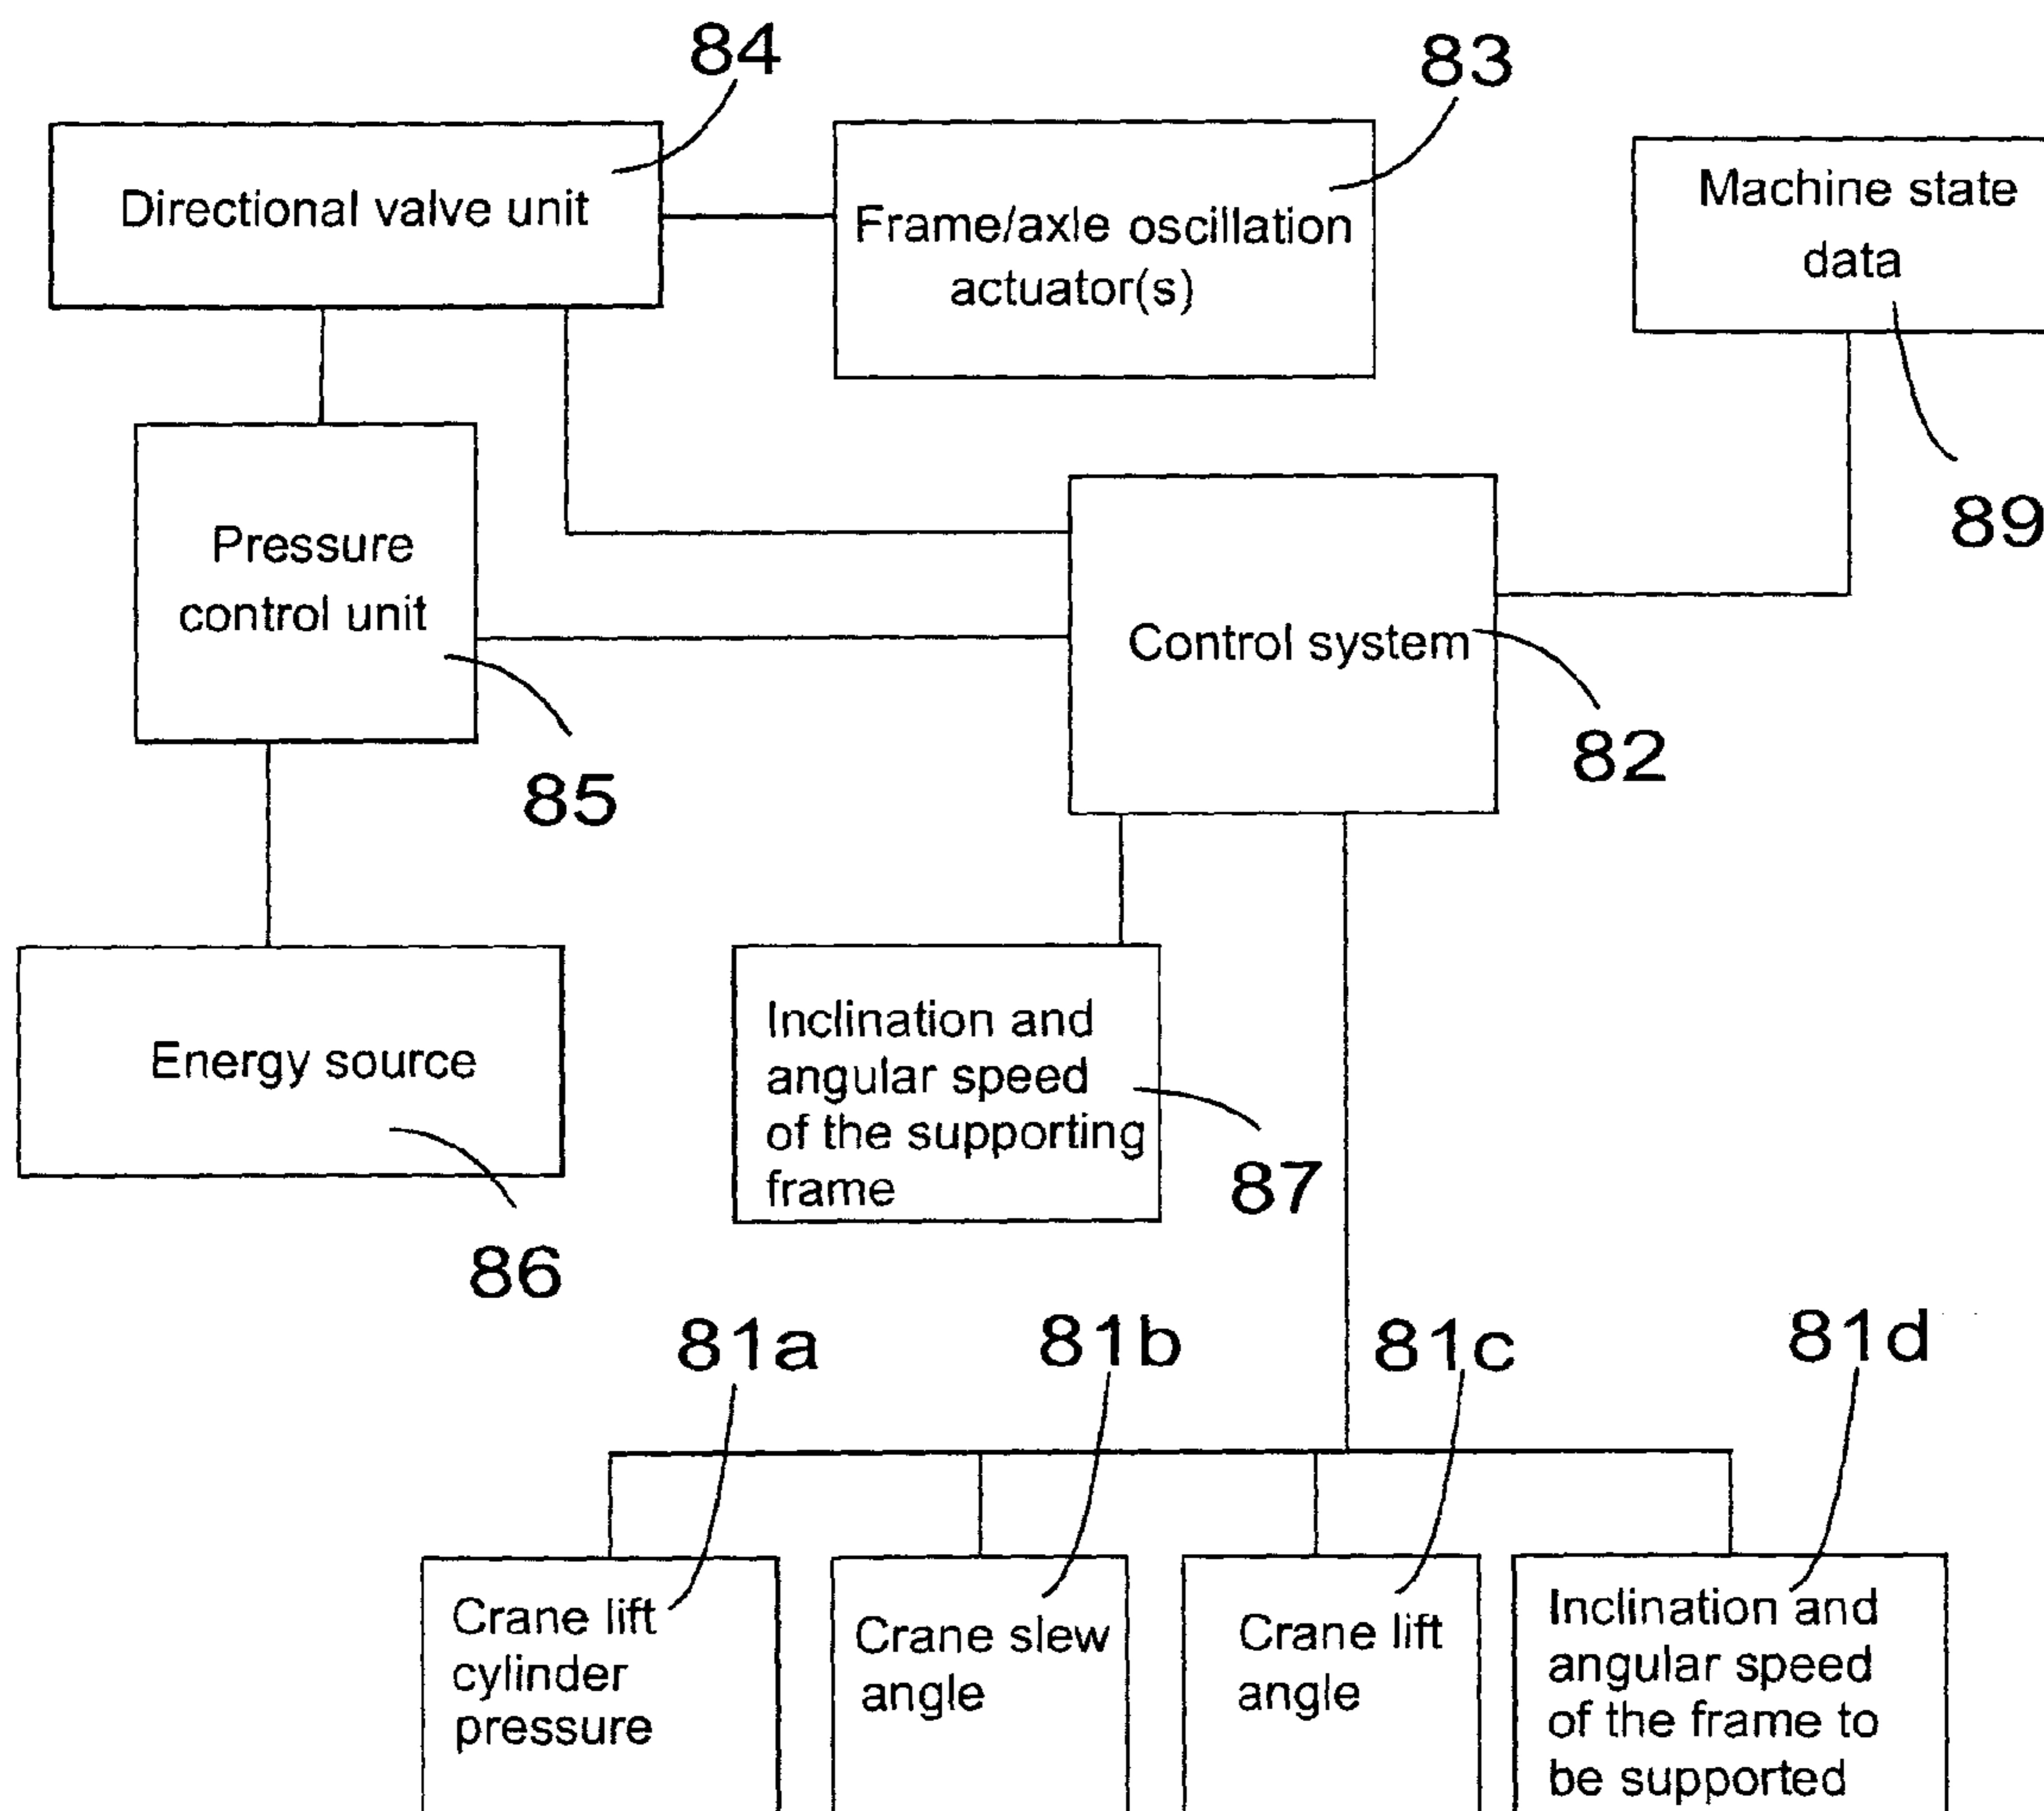 84
83
Directional valve unit
Frame/axle oscillation
actuator(s)
Machine state
data
89
Pressure
control unit
85
Control system
82
Energy source
86
Inclination and
angular speed
of the supporting
frame
87
81a
81b
81c
81d
Crane lift
cylinder
pressure
Crane slew
angle
Crane lift
angle
Inclination and
angular speed
of the frame to
be supported